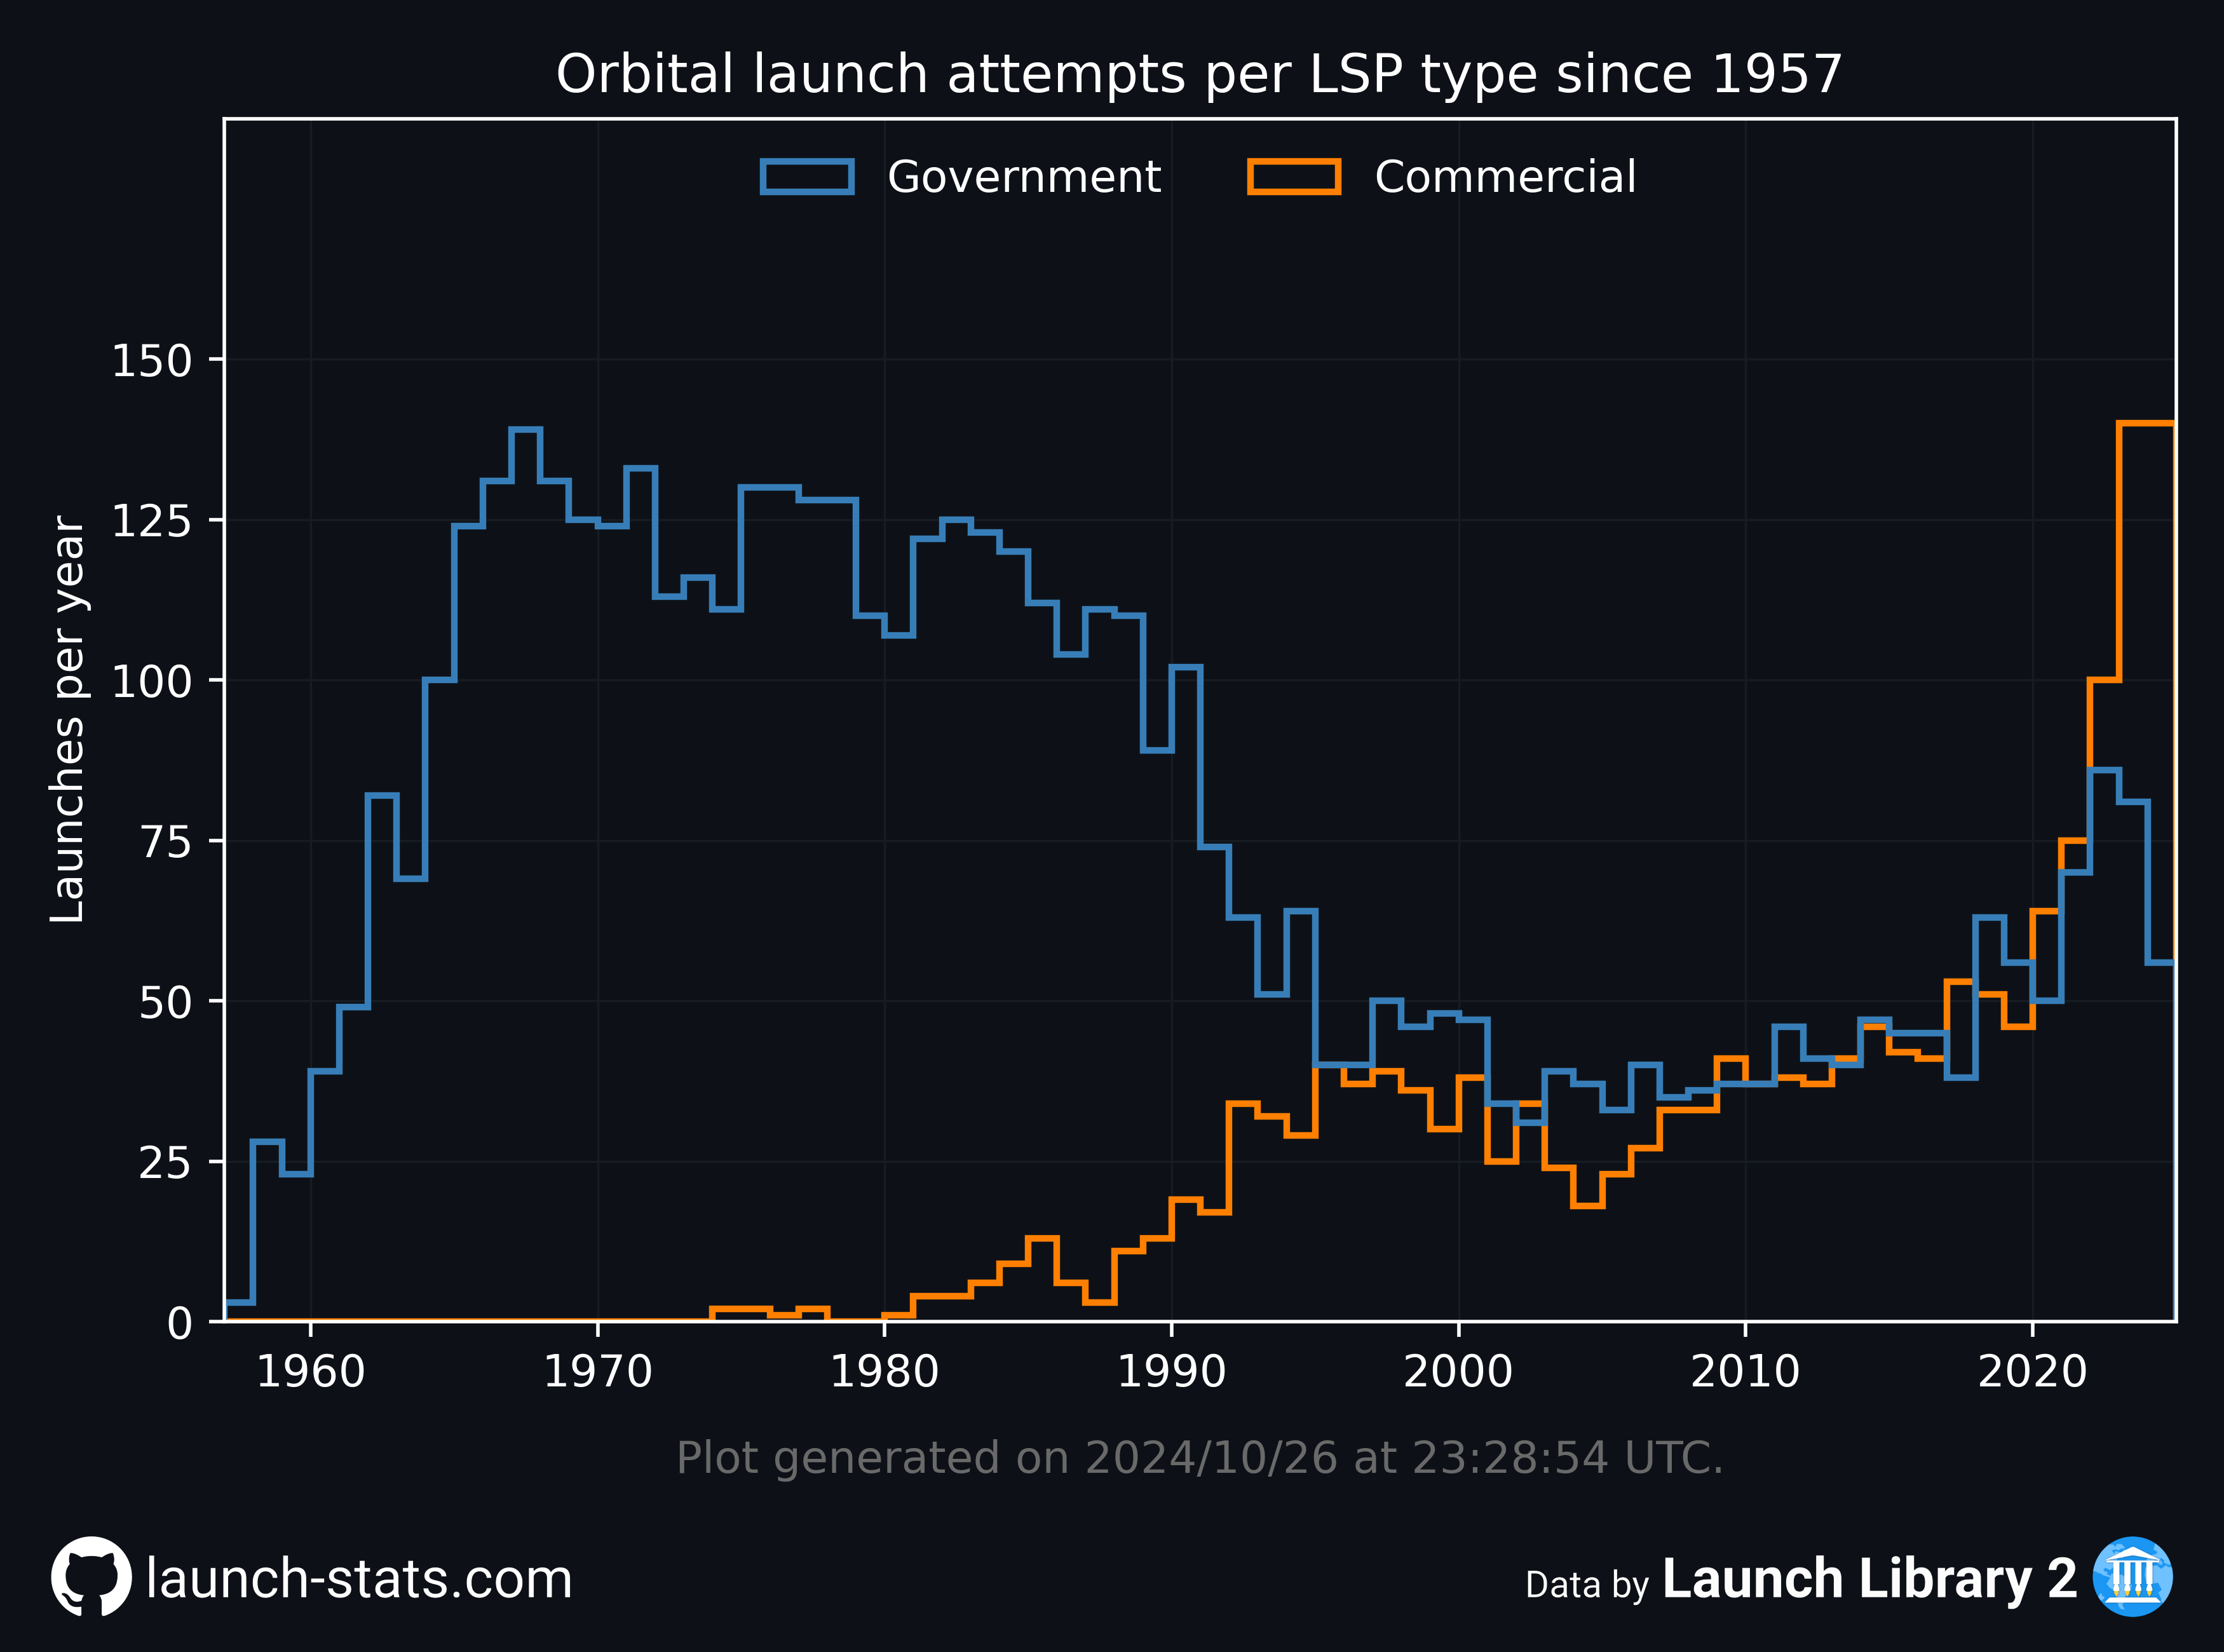 Orbital launch attempts per LSP type since 1957
Government Commercial
Launches per year
150
125
100
75
50
25
0
1960 1970 1980 1990 2000 2010 2020
Plot generated on 2024/10/26 at 23:28:54 UTC.
launch-stats.com
Data by Launch Library 2